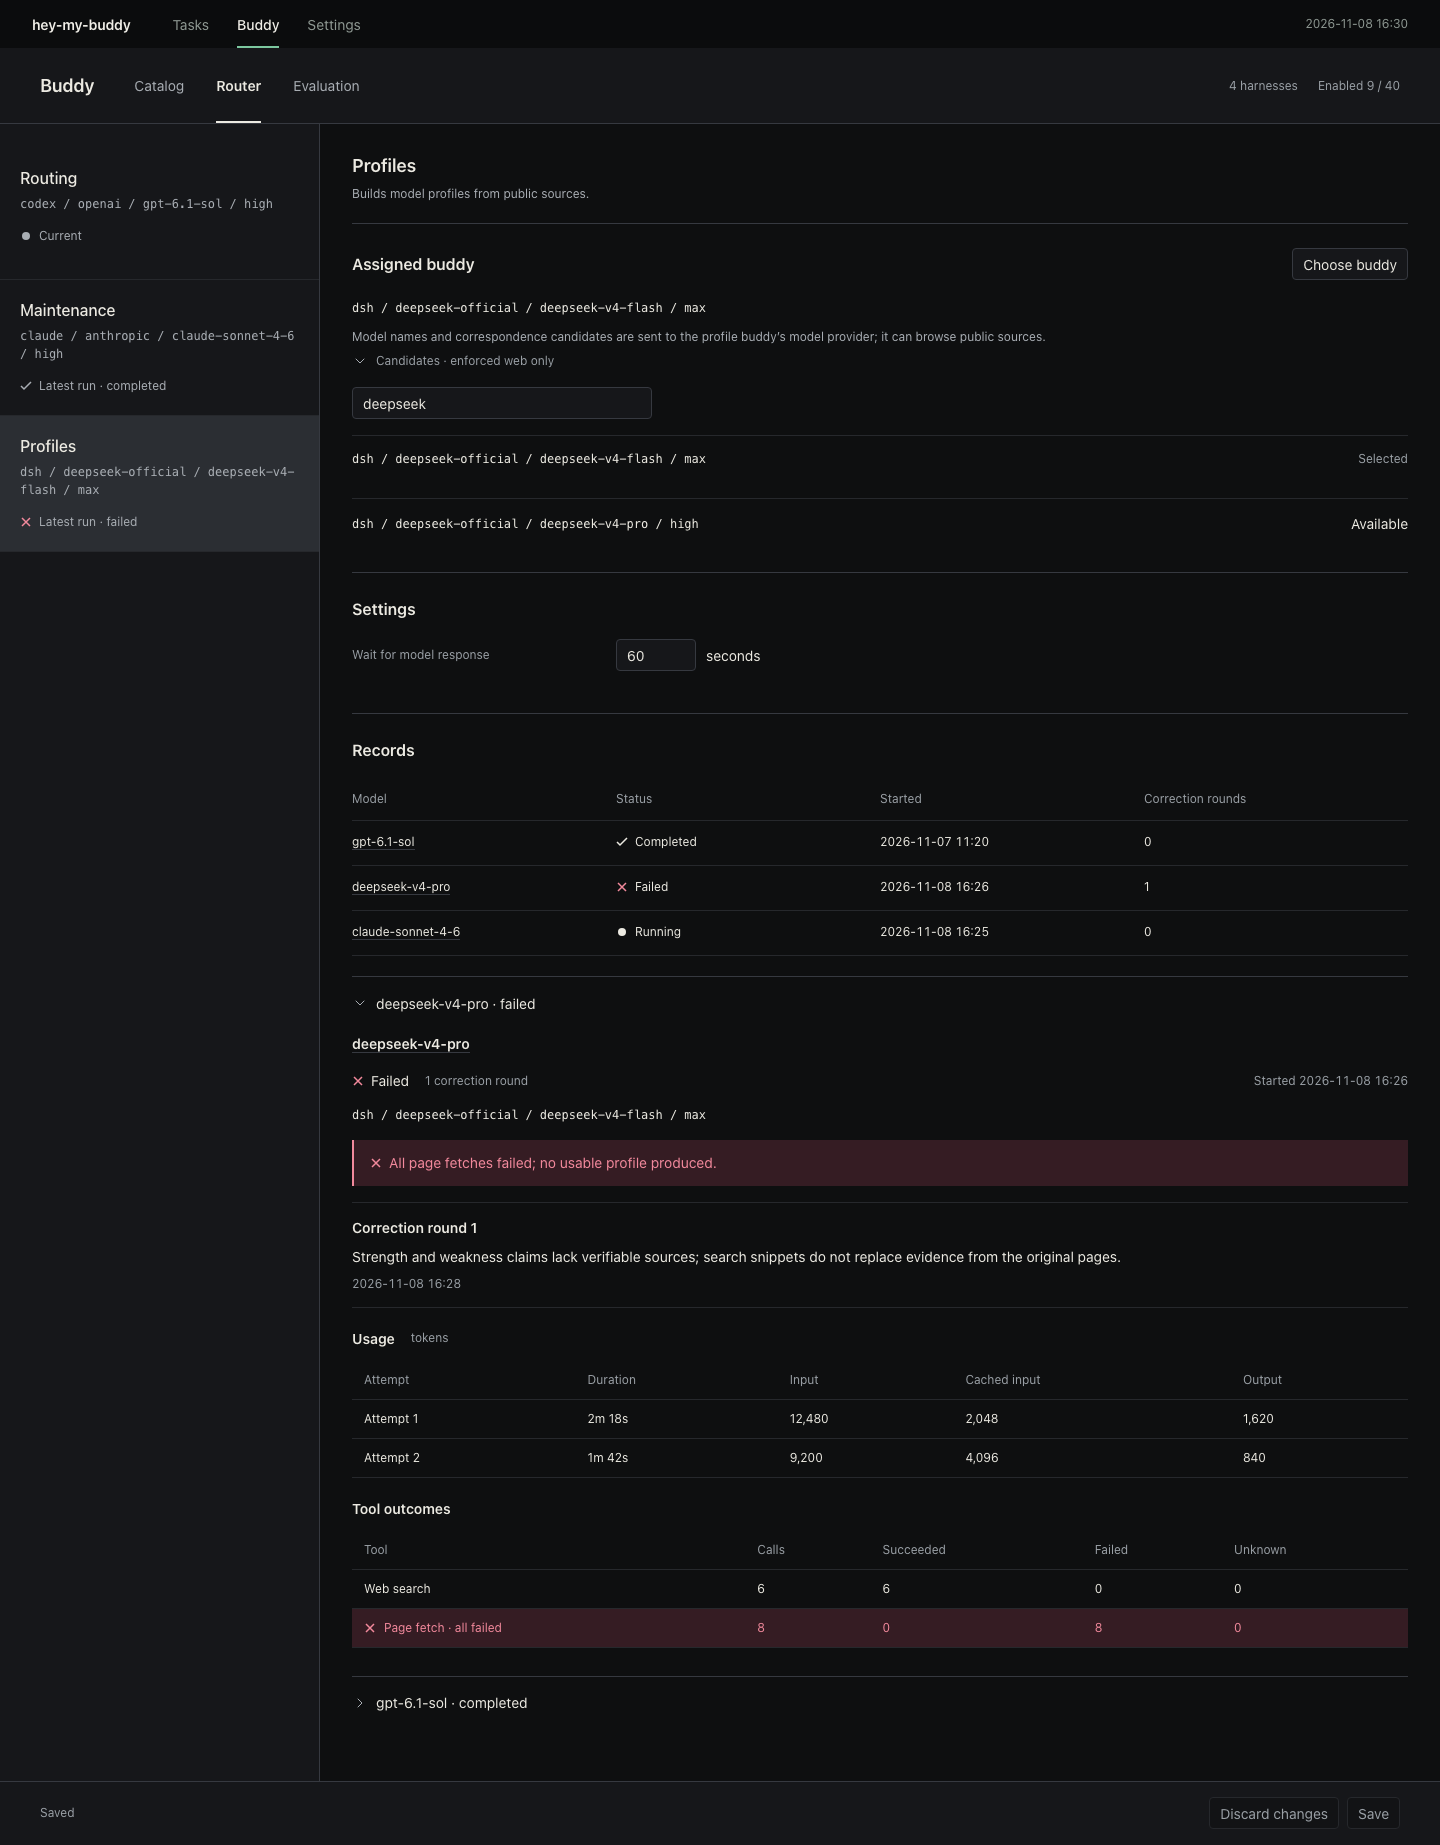 hey-my-buddy Tasks Buddy Settings 2026-11-08 16:30
Buddy Catalog Router Evaluation 4 harnesses Enabled 9 / 40
Routing
codex / openai / gpt-6.1-sol / high
Current
Maintenance
claude / anthropic / claude-sonnet-4-6
/ high
Latest run · completed
Profiles
dsh / deepseek-official / deepseek-v4-
flash / max
Latest run · failed
Profiles
Builds model profiles from public sources.
Assigned buddy Choose buddy
dsh / deepseek-official / deepseek-v4-flash / max
Model names and correspondence candidates are sent to the profile buddy's model provider; it can browse public sources.
Candidates · enforced web only
deepseek
dsh / deepseek-official / deepseek-v4-flash / max Selected
dsh / deepseek-official / deepseek-v4-pro / high Available
Settings
Wait for model response 60 seconds
Records
Model Status Started Correction rounds
gpt-6.1-sol Completed 2026-11-07 11:20 0
deepseek-v4-pro Failed 2026-11-08 16:26 1
claude-sonnet-4-6 Running 2026-11-08 16:25 0
deepseek-v4-pro · failed
deepseek-v4-pro
Failed 1 correction round Started 2026-11-08 16:26
dsh / deepseek-official / deepseek-v4-flash / max
All page fetches failed; no usable profile produced.
Correction round 1
Strength and weakness claims lack verifiable sources; search snippets do not replace evidence from the original pages.
2026-11-08 16:28
Usage tokens
Attempt Duration Input Cached input Output
Attempt 1 2m 18s 12,480 2,048 1,620
Attempt 2 1m 42s 9,200 4,096 840
Tool outcomes
Tool Calls Succeeded Failed Unknown
Web search 6 6 0 0
Page fetch · all failed 8 0 8 0
gpt-6.1-sol · completed
Saved Discard changes Save